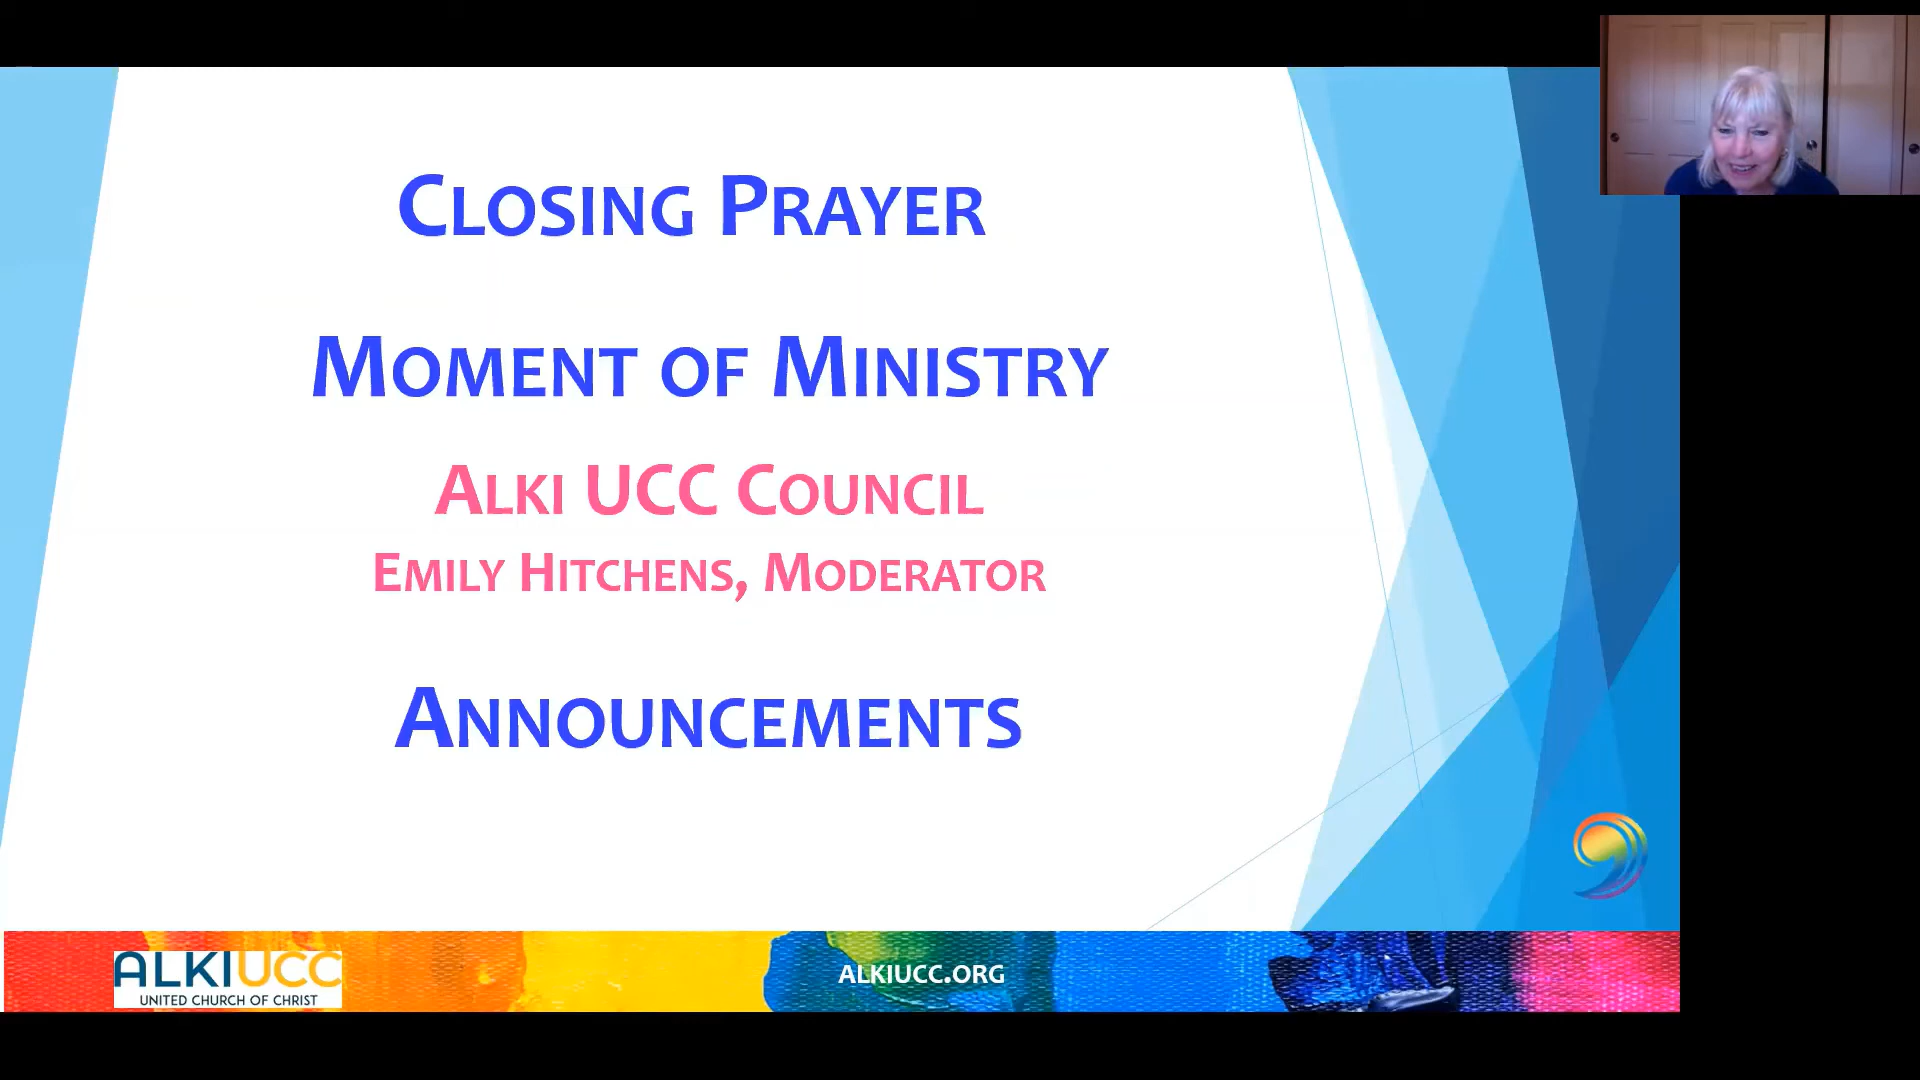 Closing Prayer
Moment of Ministry
Alki UCC Council
Emily Hitchens, Moderator
Announcements
ALKIUCC
UNITED CHURCH OF CHRIST
ALKIUCC.ORG